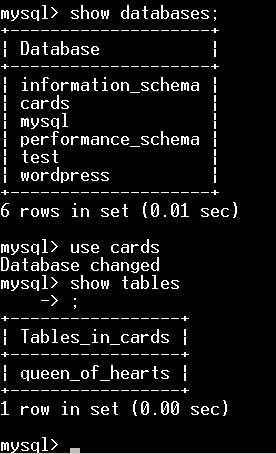 mysql> show databases;
+--------------------+
| Database           |
+--------------------+
| information_schema |
| cards              |
| mysql              |
| performance_schema |
| test               |
| wordpress          |
+--------------------+
6 rows in set (0.01 sec)
mysql> use cards
Database changed
mysql> show tables
    -> ;
+-----------------+
| Tables_in_cards |
+-----------------+
| queen_of_hearts |
+-----------------+
1 row in set (0.00 sec)
mysql> _